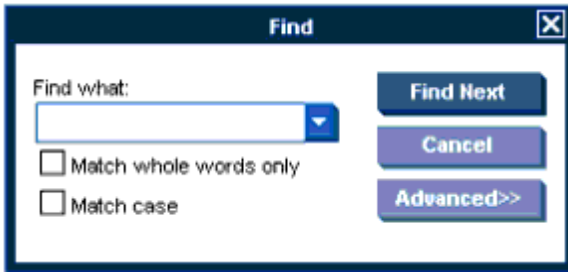 Find
Find what:
Find Next
Cancel
Match whole words only
Advanced>>
Match case